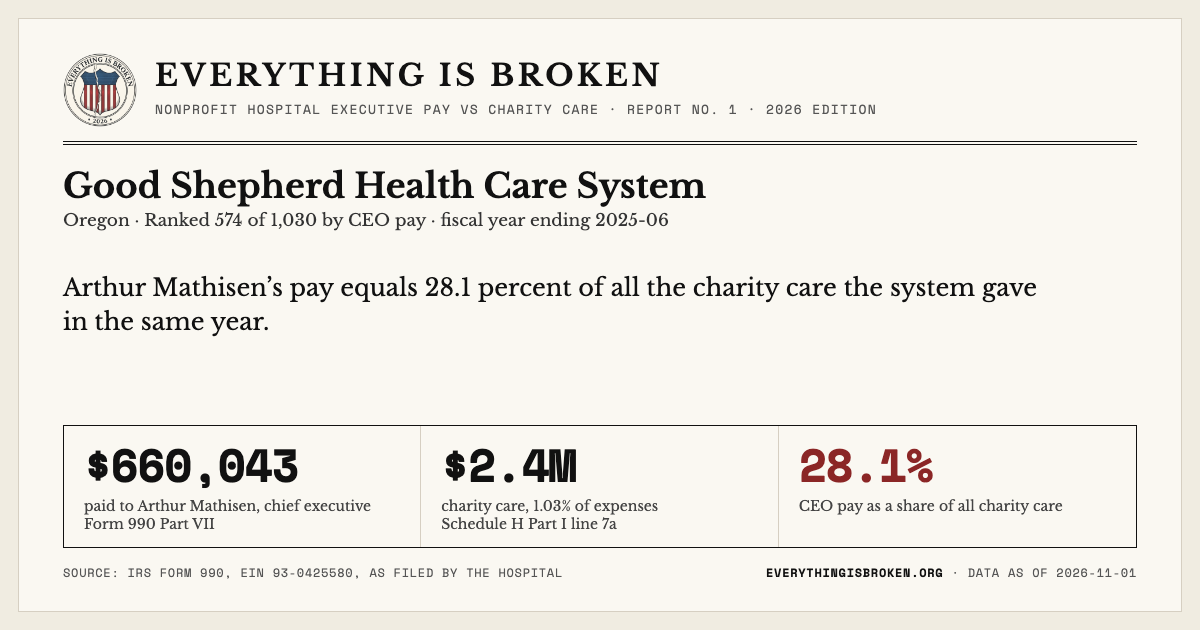 EVERYTHING IS BROKEN
2026
EVERYTHING IS BROKEN
NONPROFIT HOSPITAL EXECUTIVE PAY VS CHARITY CARE · REPORT NO. 1 · 2026 EDITION
Good Shepherd Health Care System
Oregon · Ranked 574 of 1,030 by CEO pay · fiscal year ending 2025-06
Arthur Mathisen’s pay equals 28.1 percent of all the charity care the system gave
in the same year.
$660,043
paid to Arthur Mathisen, chief executive
Form 990 Part VII
$2.4M
charity care, 1.03% of expenses
Schedule H Part I line 7a
28.1%
CEO pay as a share of all charity care
SOURCE: IRS FORM 990, EIN 93-0425580, AS FILED BY THE HOSPITAL
EVERYTHINGISBROKEN.ORG · DATA AS OF 2026-11-01